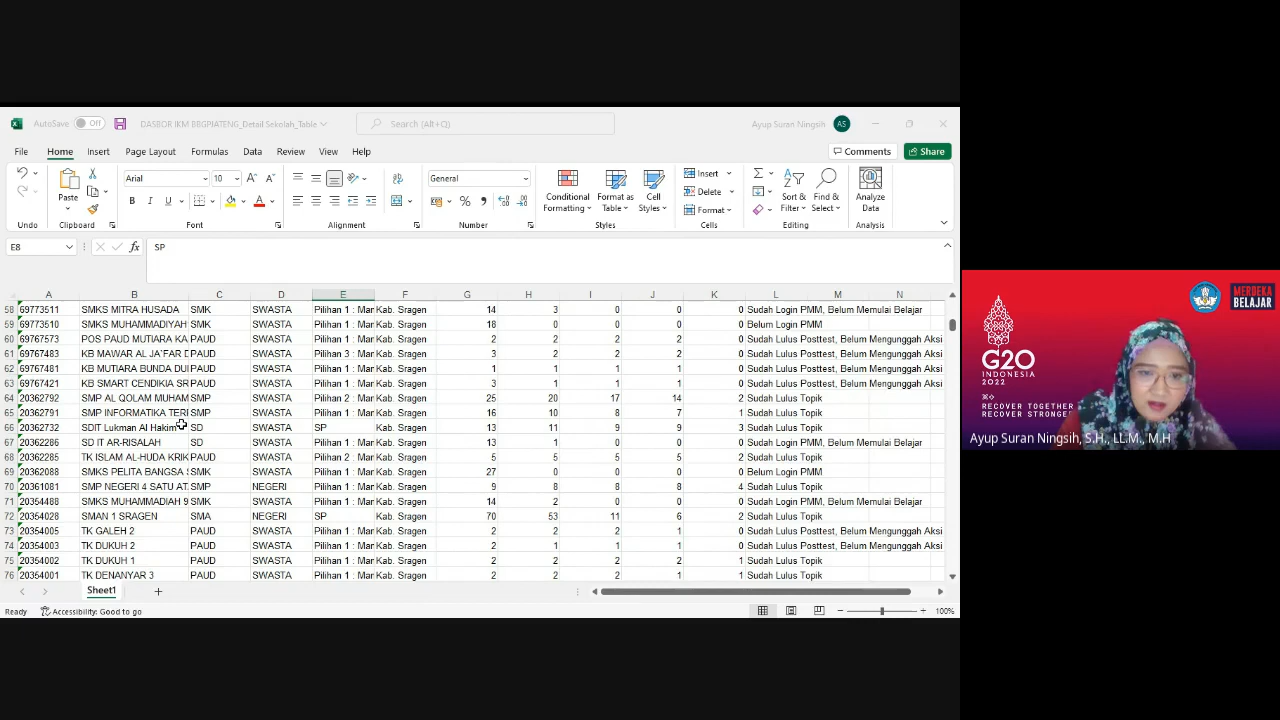 AutoSave Off DASBOR IKM BBGPJATENG_Detail Sekolah_Table Search (Alt+Q) Ayup Suran Ningsih AS
File Home Insert Page Layout Formulas Data Review View Help Comments Share
Arial 10 General Insert
Paste Conditional Format as Cell Delete Sort & Find & Analyze
Formatting Table Styles Format Filter Select Data
Undo Clipboard Font Alignment Number Styles Cells Editing Analysis
E8 fx SP
A B C D E F G H I J K L M N
58 69773511 SMKS MITRA HUSADA SMK SWASTA Pilihan 1 : Mar Kab. Sragen 14 3 0 0 0 Sudah Login PMM, Belum Memulai Belajar
59 69773510 SMKS MUHAMMADIYAH SMK SWASTA Pilihan 1 : Mar Kab. Sragen 18 0 0 0 0 Belum Login PMM
60 69767573 POS PAUD MUTIARA KA PAUD SWASTA Pilihan 1 : Mar Kab. Sragen 2 2 2 2 0 Sudah Lulus Posttest, Belum Mengunggah Aksi
61 69767483 KB MAWAR AL JA`FAR D PAUD SWASTA Pilihan 3 : Mar Kab. Sragen 3 2 2 2 0 Sudah Lulus Posttest, Belum Mengunggah Aksi
62 69767481 KB MUTIARA BUNDA DUI PAUD SWASTA Pilihan 1 : Mar Kab. Sragen 1 1 1 1 0 Sudah Lulus Posttest, Belum Mengunggah Aksi
63 69767421 KB SMART CENDIKIA SR PAUD SWASTA Pilihan 1 : Mar Kab. Sragen 3 1 1 1 0 Sudah Lulus Posttest, Belum Mengunggah Aksi
64 20362792 SMP AL QOLAM MUHAM SMP SWASTA Pilihan 2 : Mar Kab. Sragen 25 20 17 14 2 Sudah Lulus Topik
65 20362791 SMP INFORMATIKA TERI SMP SWASTA Pilihan 1 : Mar Kab. Sragen 16 10 8 7 1 Sudah Lulus Topik
66 20362732 SDIT Lukman Al Hakim SD SWASTA SP Kab. Sragen 13 11 9 9 3 Sudah Lulus Topik
67 20362286 SD IT AR-RISALAH SD SWASTA Pilihan 1 : Mar Kab. Sragen 13 1 0 0 0 Sudah Login PMM, Belum Memulai Belajar
68 20362285 TK ISLAM AL-HUDA KRIK PAUD SWASTA Pilihan 2 : Mar Kab. Sragen 5 5 5 5 0 Sudah Lulus Topik
69 20362088 SMKS PELITA BANGSA S SMK SWASTA Pilihan 1 : Mar Kab. Sragen 27 0 0 0 0 Belum Login PMM
70 20361081 SMP NEGERI 4 SATU AT SMP NEGERI Pilihan 1 : Mar Kab. Sragen 9 8 8 8 4 Sudah Lulus Topik
71 20354488 SMKS MUHAMMADIAH 9 SMK SWASTA Pilihan 1 : Mar Kab. Sragen 14 2 0 0 0 Sudah Login PMM, Belum Memulai Belajar
72 20354028 SMAN 1 SRAGEN SMA NEGERI SP Kab. Sragen 70 53 11 6 2 Sudah Lulus Topik
73 20354005 TK GALEH 2 PAUD SWASTA Pilihan 1 : Mar Kab. Sragen 2 2 2 1 0 Sudah Lulus Posttest, Belum Mengunggah Aksi
74 20354003 TK DUKUH 2 PAUD SWASTA Pilihan 1 : Mar Kab. Sragen 2 1 1 1 0 Sudah Lulus Posttest, Belum Mengunggah Aksi
75 20354002 TK DUKUH 1 PAUD SWASTA Pilihan 1 : Mar Kab. Sragen 2 2 2 2 1 Sudah Lulus Topik
76 20354001 TK DENANYAR 3 PAUD SWASTA Pilihan 1 : Mar Kab. Sragen 2 2 2 1 1 Sudah Lulus Topik
Sheet1
Ready Accessibility: Good to go 100%
MERDEKA
BELAJAR
G20
INDONESIA
2022
RECOVER TOGETHER
RECOVER STRONGER
Ayup Suran Ningsih, S.H., LL.M., M.H